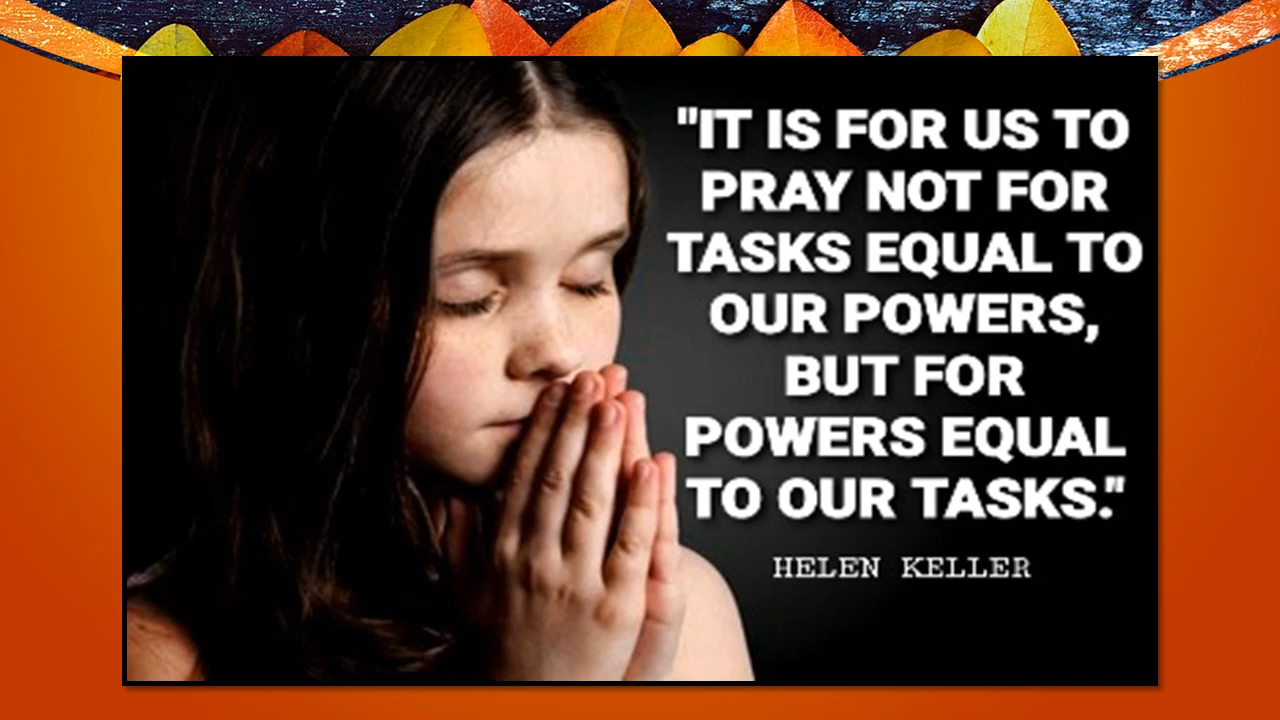 "IT IS FOR US TO
PRAY NOT FOR
TASKS EQUAL TO
OUR POWERS,
BUT FOR
POWERS EQUAL
TO OUR TASKS."
HELEN KELLER